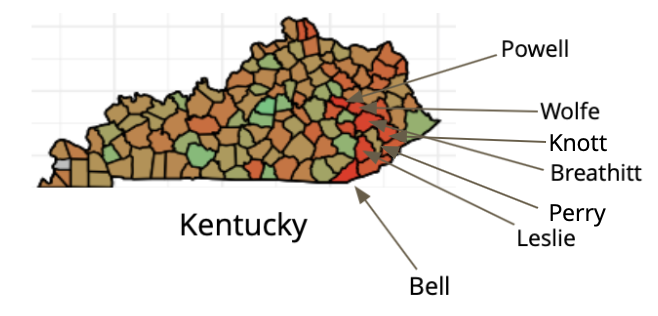 Powell
Wolfe
Knott
Breathitt
Perry
Kentucky
Leslie
Bell